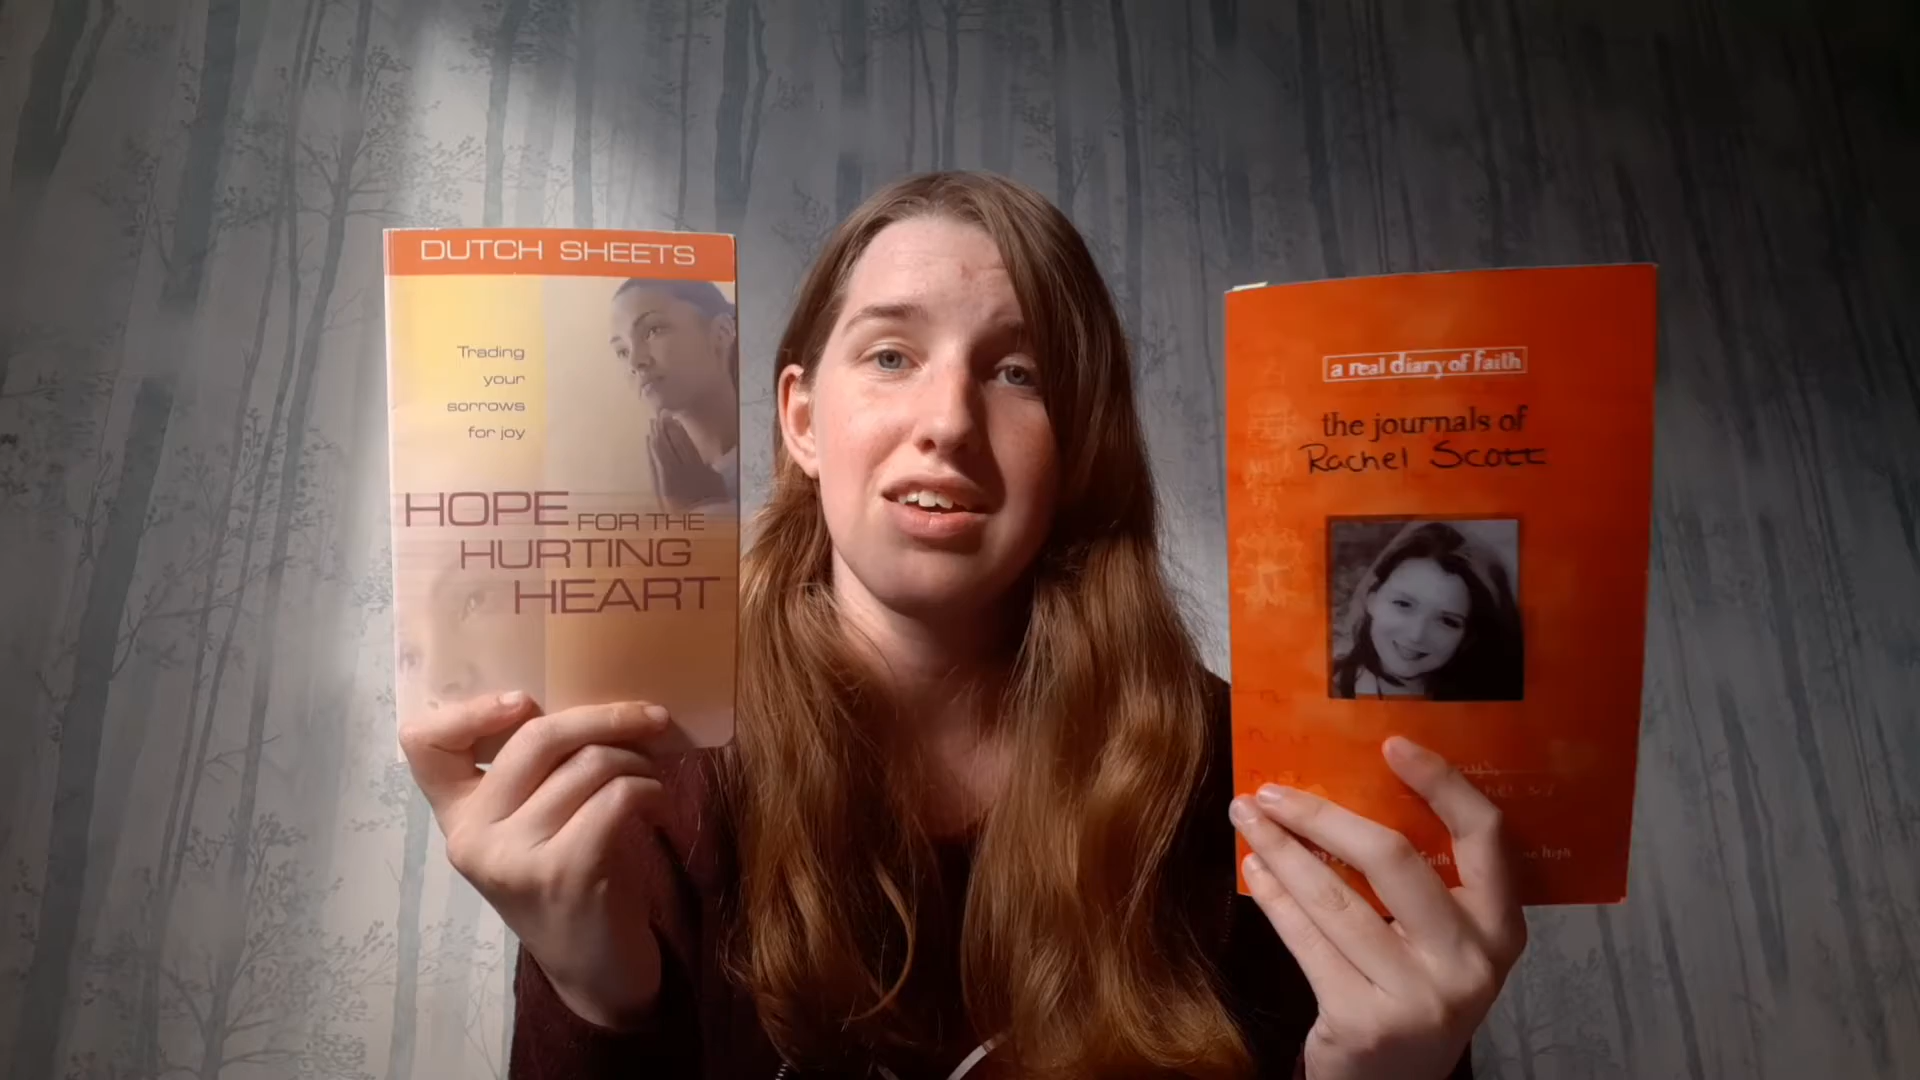 DUTCH SHEETS
Trading
your
sorrows
for joy
HOPE FOR THE
HURTING
HEART
a real diary of faith
the journals of
Rachel Scott